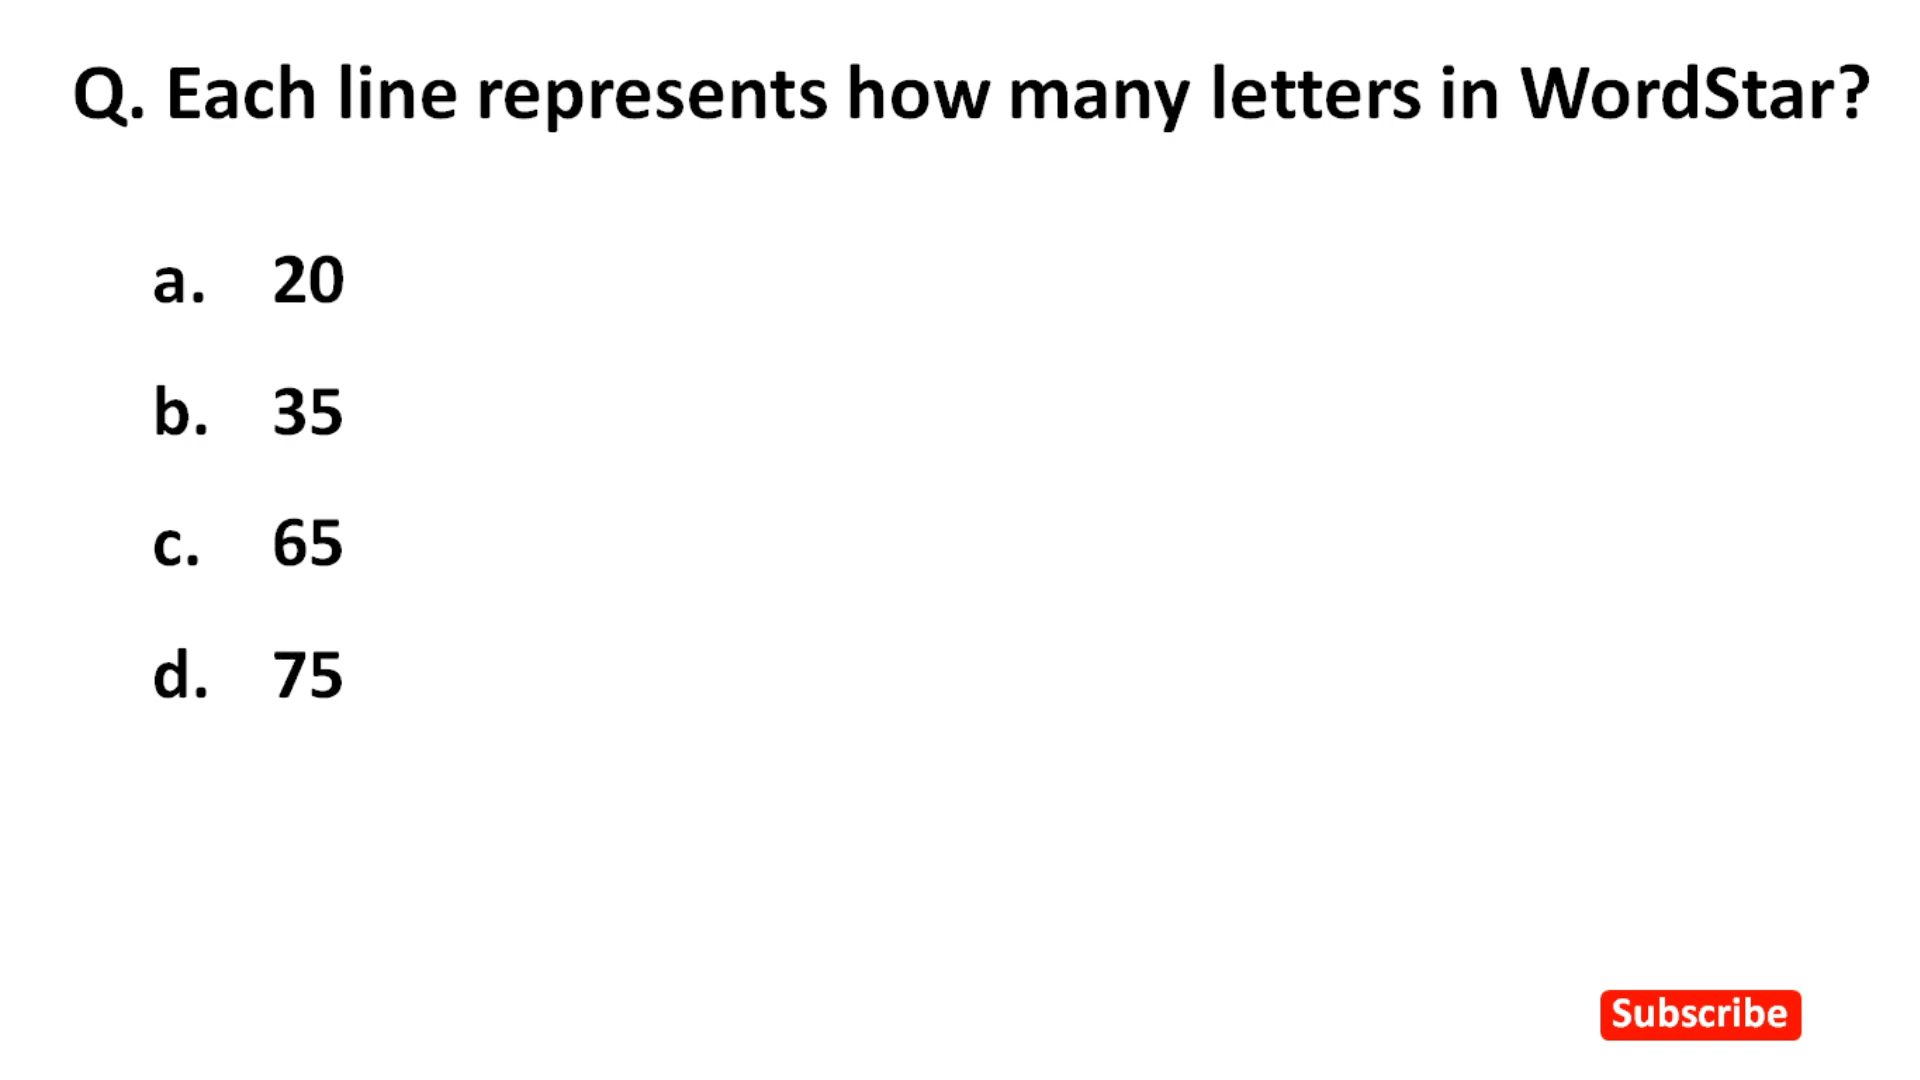 Q. Each line represents how many letters in WordStar?
a. 20
b. 35
c. 65
d. 75
Subscribe